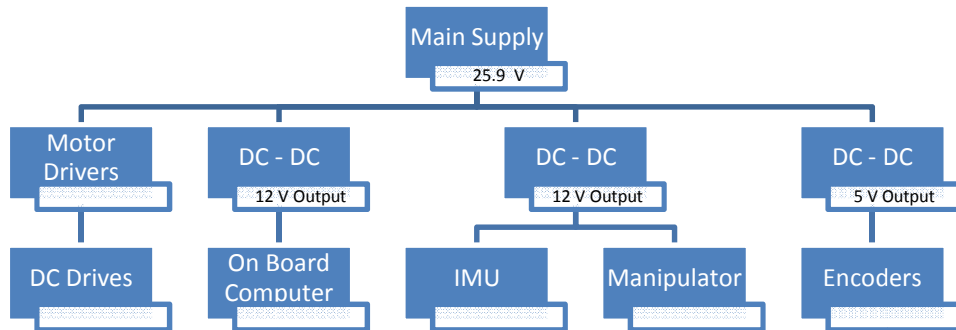 Main Supply
25.9 V
Motor
Drivers
DC - DC
12 V Output
DC - DC
12 V Output
DC - DC
5 V Output
DC Drives
On Board
Computer
IMU
Manipulator
Encoders